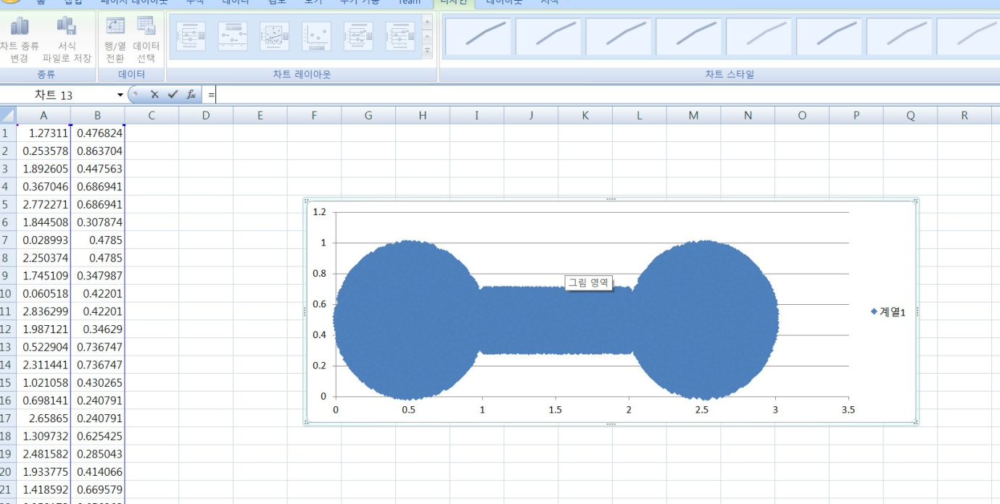 홈 삽입 페이지 레이아웃 수식 데이터 검토 보기 추가 기능 Team 디자인 레이아웃 서식
차트 종류 변경
서식 파일로 저장
행/열 전환
데이터 선택
종류 데이터 차트 레이아웃 차트 스타일
차트 13 fx =
A B C D E F G H I J K L M N O P Q R
1 1.27311 0.476824
2 0.253578 0.863704
3 1.892605 0.447563
4 0.367046 0.686941
5 2.772271 0.686941
6 1.844508 0.307874
7 0.028993 0.4785
8 2.250374 0.4785
9 1.745109 0.347987
10 0.060518 0.42201
11 2.836299 0.42201
12 1.987121 0.34629
13 0.522904 0.736747
14 2.311441 0.736747
15 1.021058 0.430265
16 0.698141 0.240791
17 2.65865 0.240791
18 1.309732 0.625425
19 2.481582 0.285043
20 1.933775 0.414066
21 1.418592 0.669579
1.2
1
0.8
0.6
0.4
0.2
0
0 0.5 1 1.5 2 2.5 3 3.5
그림 영역
계열1